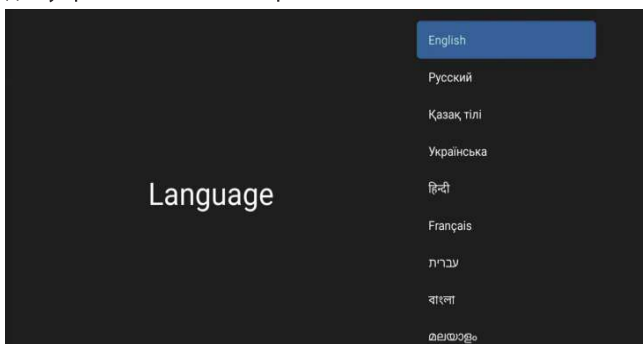 Language
English
Русский
Қазақ тілі
Українська
हिन्दी
Français
עברית
বাংলা
മലയാളം